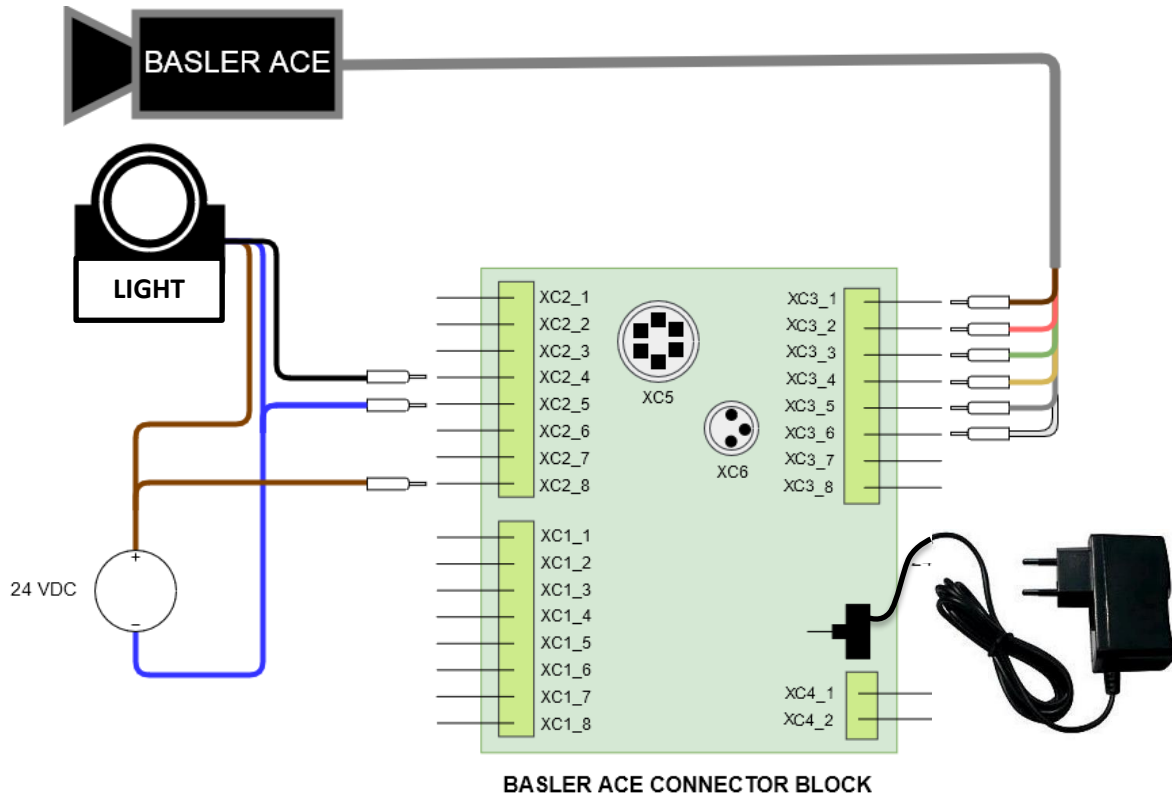 BASLER ACE
LIGHT
24 VDC
+
−
XC2_1
XC2_2
XC2_3
XC2_4
XC2_5
XC2_6
XC2_7
XC2_8
XC1_1
XC1_2
XC1_3
XC1_4
XC1_5
XC1_6
XC1_7
XC1_8
XC5
XC6
XC3_1
XC3_2
XC3_3
XC3_4
XC3_5
XC3_6
XC3_7
XC3_8
XC4_1
XC4_2
BASLER ACE CONNECTOR BLOCK